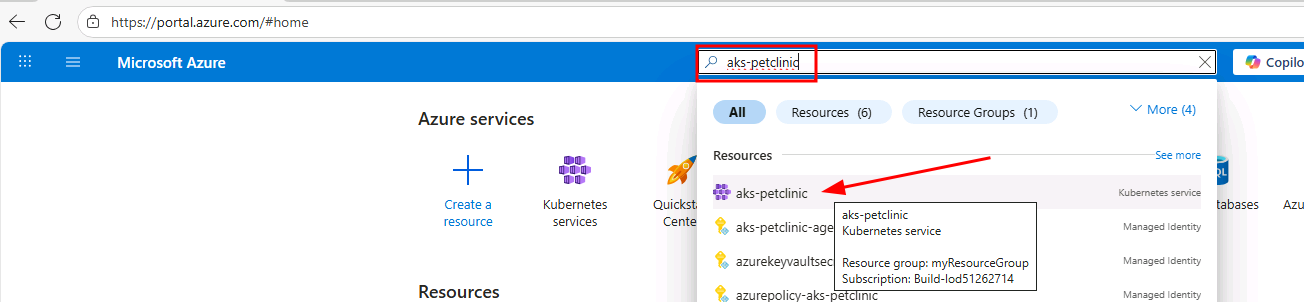 https://portal.azure.com/#home
Microsoft Azure
aks-petclinic
Copilo
All
Resources (6)
Resource Groups (1)
More (4)
Azure services
Resources
See more
Create a
resource
Kubernetes
services
Quicksta
Cente
aks-petclinic
Kubernetes service
aks-petclinic-age
Managed Identity
azurekeyvaultsec
Managed Identity
azurepolicy-aks-petclinic
Managed Identity
aks-petclinic
Kubernetes service
Resource group: myResourceGroup
Subscription: Build-lod51262714
SQL
tabases
Azu
Resources